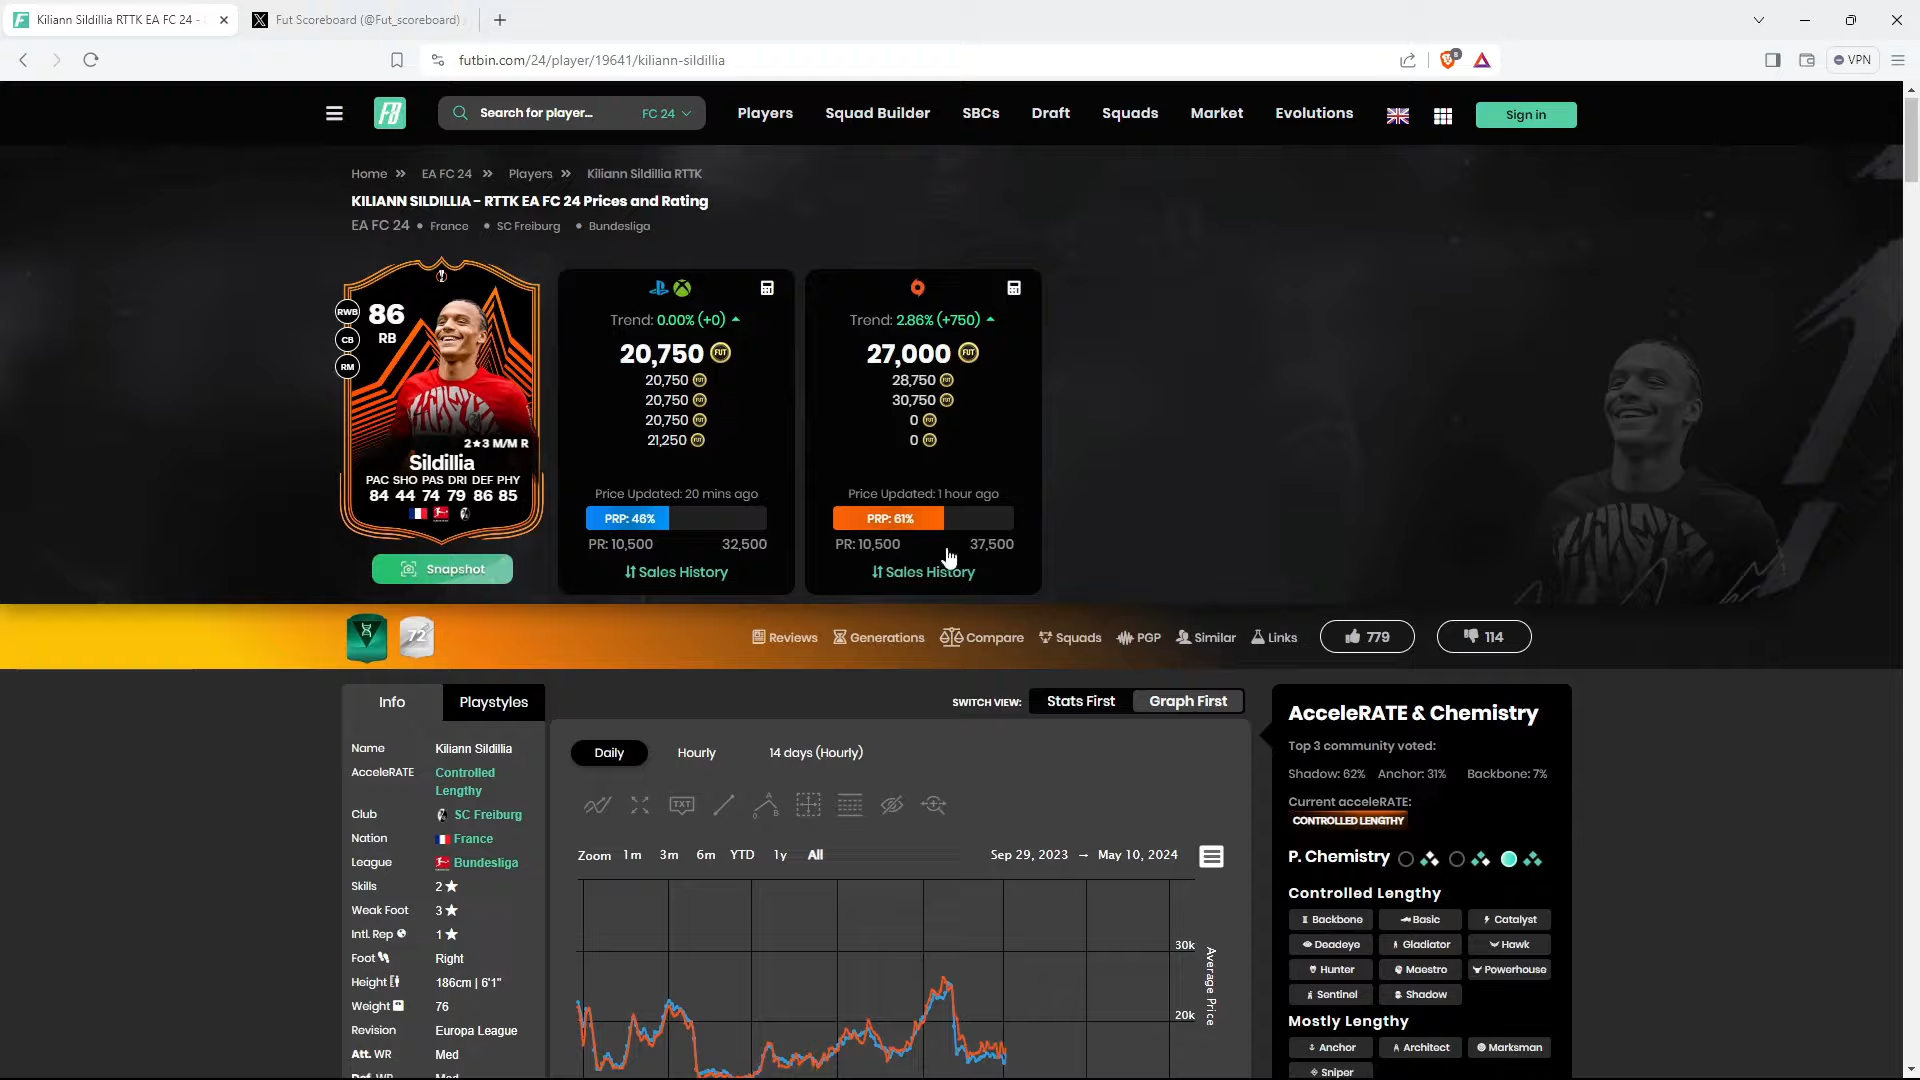 Kiliann Sildillia RTTK EA FC 24 -
Fut Scoreboard (@Fut_scoreboard)
futbin.com/24/player/19641/kiliann-sildillia
VPN
FB
Search for player...
FC 24
Players
Squad Builder
SBCs
Draft
Squads
Market
Evolutions
Sign in
Home » EA FC 24 » Players » Kiliann Sildillia RTTK
KILIANN SILDILLIA - RTTK EA FC 24 Prices and Rating
EA FC 24 • France • SC Freiburg • Bundesliga
RWB
CB
RM
86
RB
2★3 M/M R
Sildillia
PAC SHO PAS DRI DEF PHY
84 44 74 79 86 85
Snapshot
Trend: 0.00% (+0)
20,750
20,750
20,750
20,750
21,250
Price Updated: 20 mins ago
PRP: 46%
PR: 10,500 32,500
Sales History
Trend: 2.86% (+750)
27,000
28,750
30,750
0
0
Price Updated: 1 hour ago
PRP: 61%
PR: 10,500 37,500
Sales History
72
Reviews
Generations
Compare
Squads
PGP
Similar
Links
779
114
Info
Playstyles
Name Kiliann Sildillia
AcceleRATE Controlled
Lengthy
Club SC Freiburg
Nation France
League Bundesliga
Skills 2★
Weak Foot 3★
Intl. Rep 1★
Foot Right
Height 186cm | 6'1"
Weight 76
Revision Europa League
Att. WR Med
Def. WR Med
SWITCH VIEW:
Stats First
Graph First
Daily
Hourly
14 days (Hourly)
TXT
Zoom 1m 3m 6m YTD 1y All
Sep 29, 2023 → May 10, 2024
30k
20k
Average Price
AcceleRATE & Chemistry
Top 3 community voted:
Shadow: 62% Anchor: 31% Backbone: 7%
Current acceleRATE:
CONTROLLED LENGTHY
P. Chemistry
Controlled Lengthy
Backbone
Basic
Catalyst
Deadeye
Gladiator
Hawk
Hunter
Maestro
Powerhouse
Sentinel
Shadow
Mostly Lengthy
Anchor
Architect
Marksman
Sniper